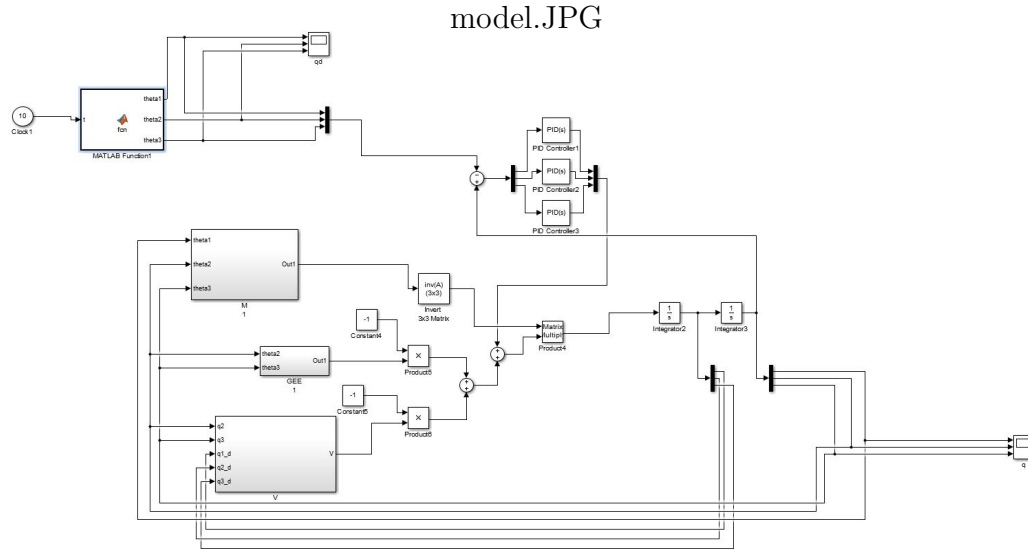 model.JPG
qd
10
Clock1
t
fcn
theta1
theta2
theta3
MATLAB Function1
PID(s)
PID Controller1
PID(s)
PID Controller2
PID(s)
PID Controller3
theta1
theta2
theta3
Out1
M
1
inv(A)
(3x3)
Invert
3x3 Matrix
-1
Constant4
theta2
theta3
Out1
GEE
1
×
Product5
-1
Constant5
×
Product6
Matrix
Multipl
Product4
1
s
Integrator2
1
s
Integrator3
q2
q3
q1_d
q2_d
q3_d
V
V
q